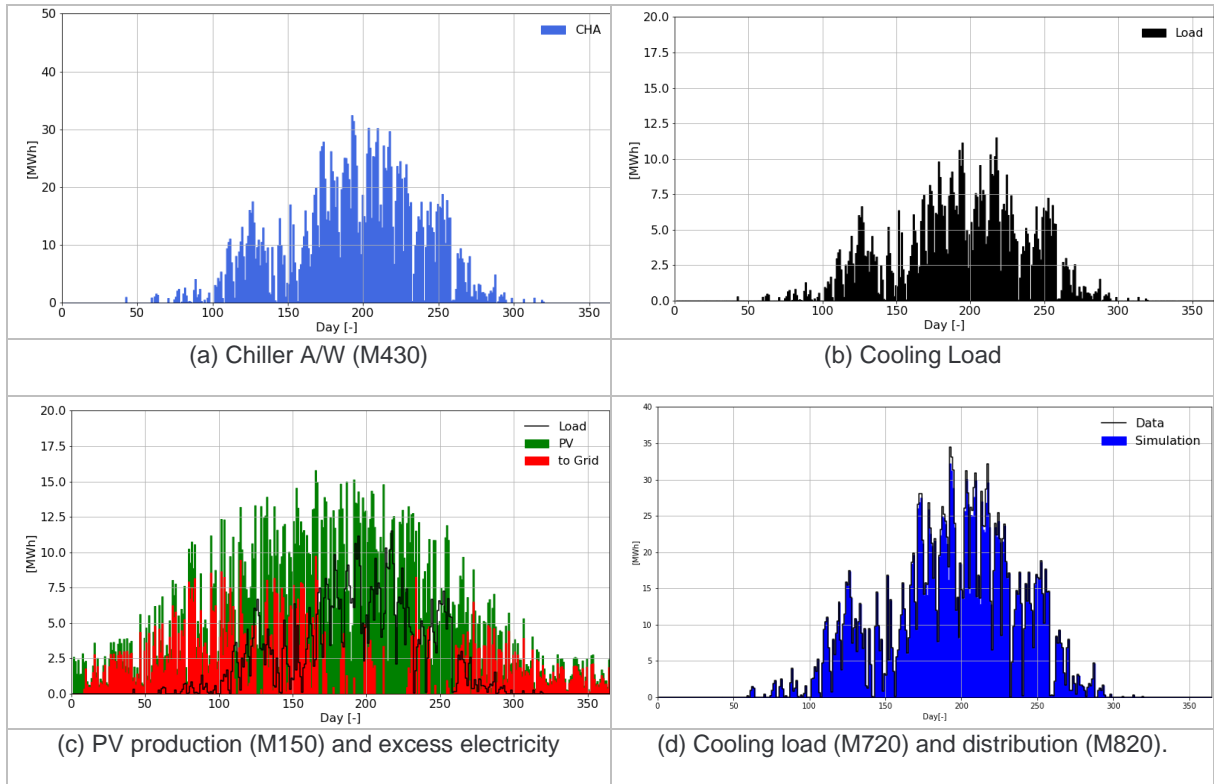 50
40
30
20
10
0
[MWh]
CHA
0 50 100 150 200 250 300 350
Day [-]
(a) Chiller A/W (M430)
20.0
17.5
15.0
12.5
10.0
7.5
5.0
2.5
0.0
[MWh]
Load
0 50 100 150 200 250 300 350
Day [-]
(b) Cooling Load
20.0
17.5
15.0
12.5
10.0
7.5
5.0
2.5
0.0
[MWh]
Load
PV
to Grid
0 50 100 150 200 250 300 350
Day [-]
(c) PV production (M150) and excess electricity
40
35
30
25
20
15
10
5
0
[MWh]
Data
Simulation
0 50 100 150 200 250 300 350
Day[-]
(d) Cooling load (M720) and distribution (M820).